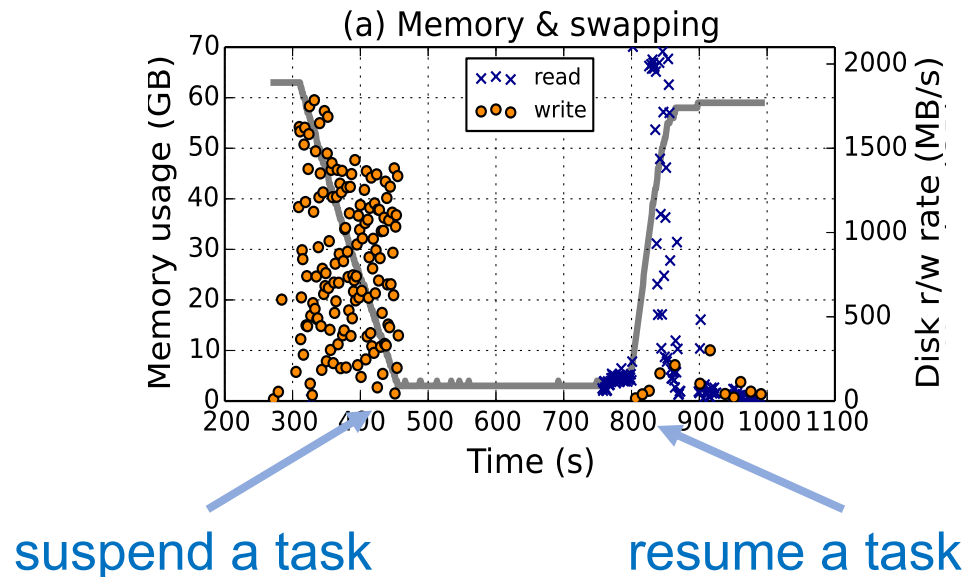 (a) Memory & swapping
Memory usage (GB)
70
60
50
40
30
20
10
0
read
write
2000
1500
1000
500
0
Disk r/w rate (MB/s)
200 300 400 500 600 700 800 900 1000 1100
Time (s)
suspend a task
resume a task